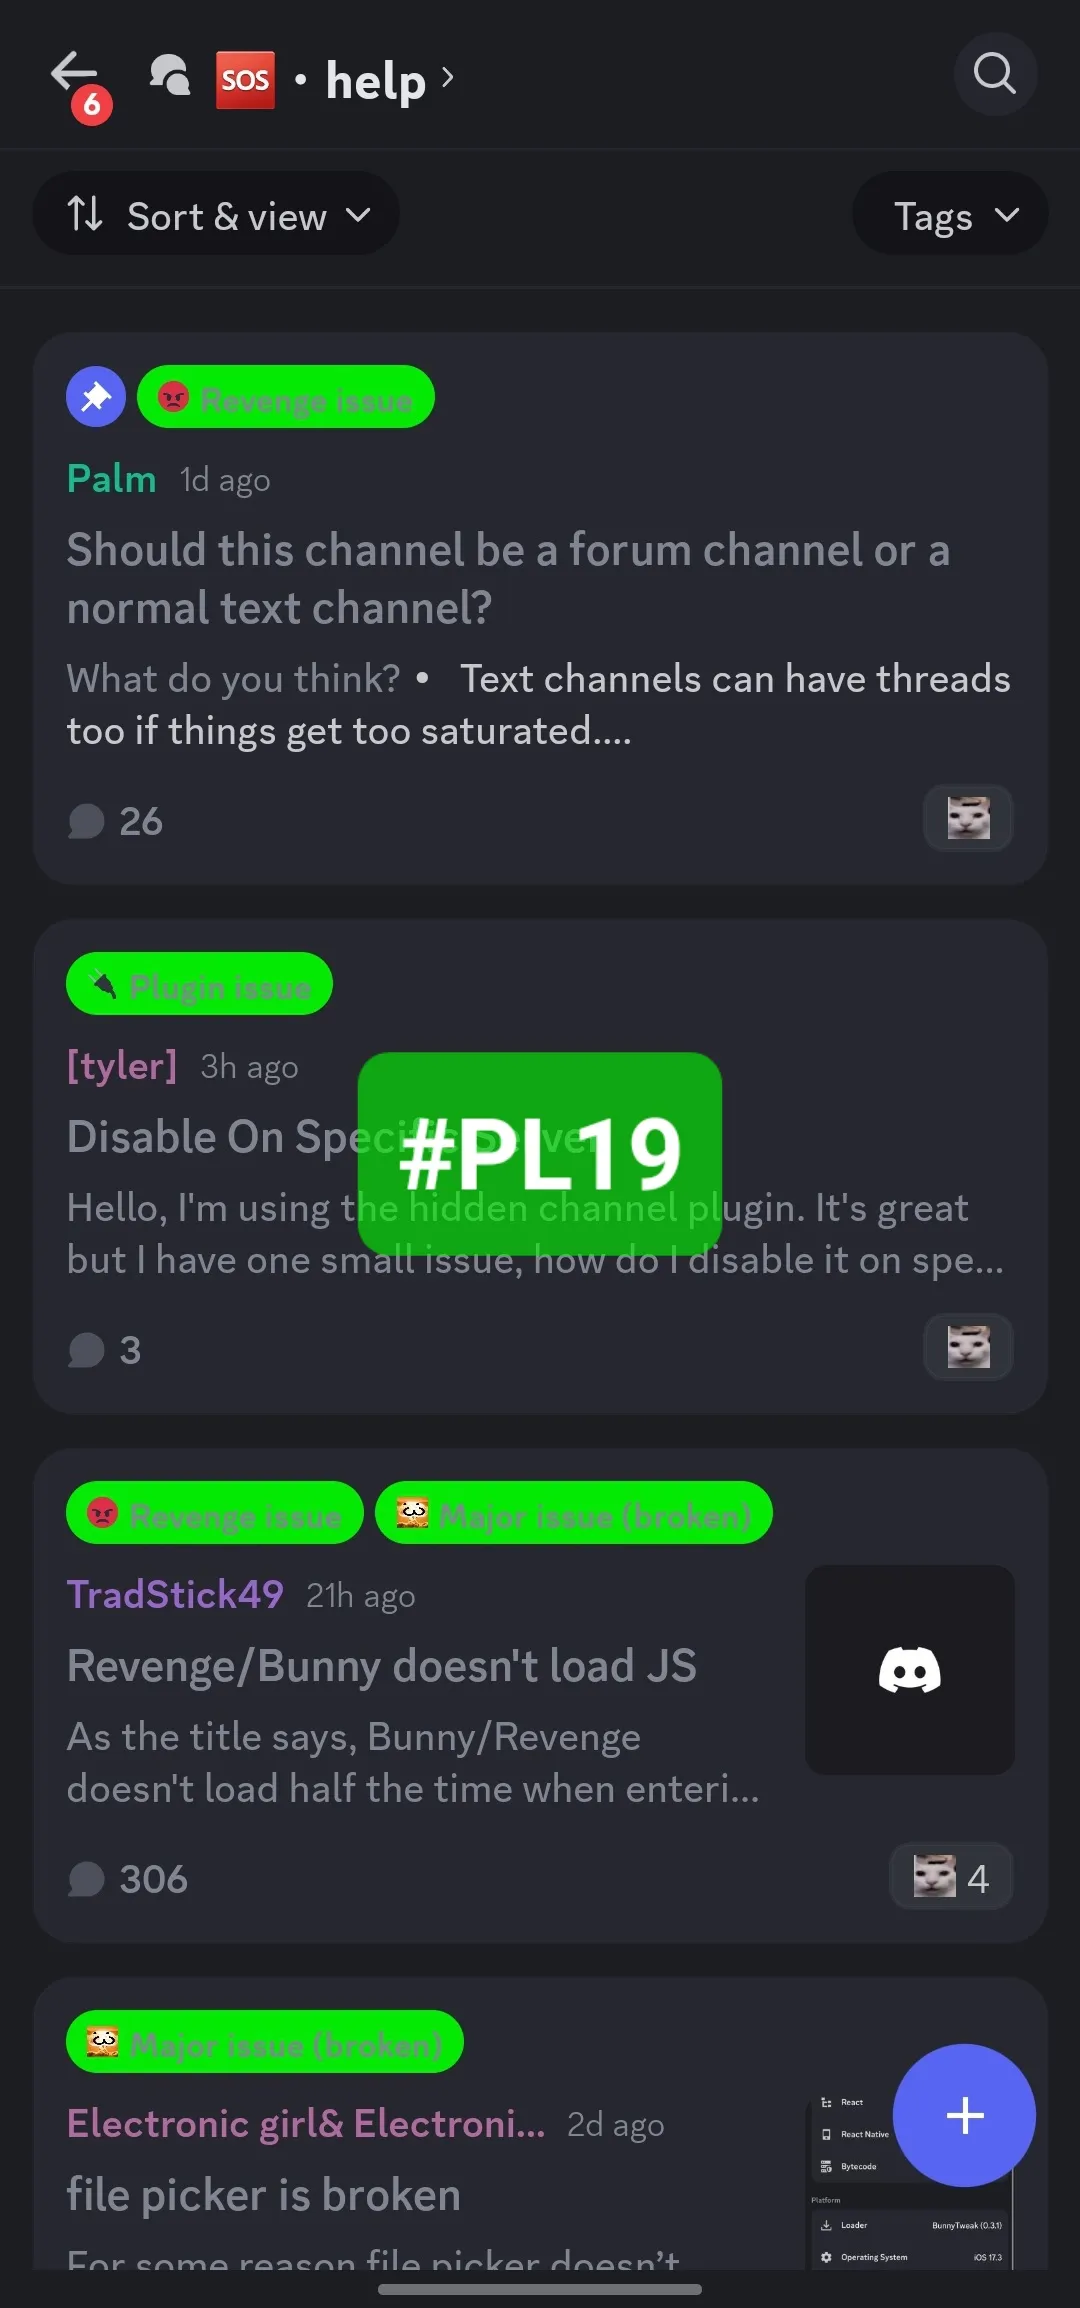 6
SOS • help
Sort & view
Tags
Revenge issue
Palm 1d ago
Should this channel be a forum channel or a
normal text channel?
What do you think? • Text channels can have threads
too if things get too saturated....
26
Plugin issue
[tyler] 3h ago
Disable On Specific Server
#PL19
Hello, I'm using the hidden channel plugin. It's great
but I have one small issue, how do I disable it on spe...
3
Revenge issue
Major issue (broken)
TradStick49 21h ago
Revenge/Bunny doesn't load JS
As the title says, Bunny/Revenge
doesn't load half the time when enteri...
306
4
Major issue (broken)
Electronic girl& Electroni... 2d ago
file picker is broken
For some reason file picker doesn't
React
React Native
Bytecode
Platform
Loader BunnyTweak (0.3.1)
Operating System iOS 17.3